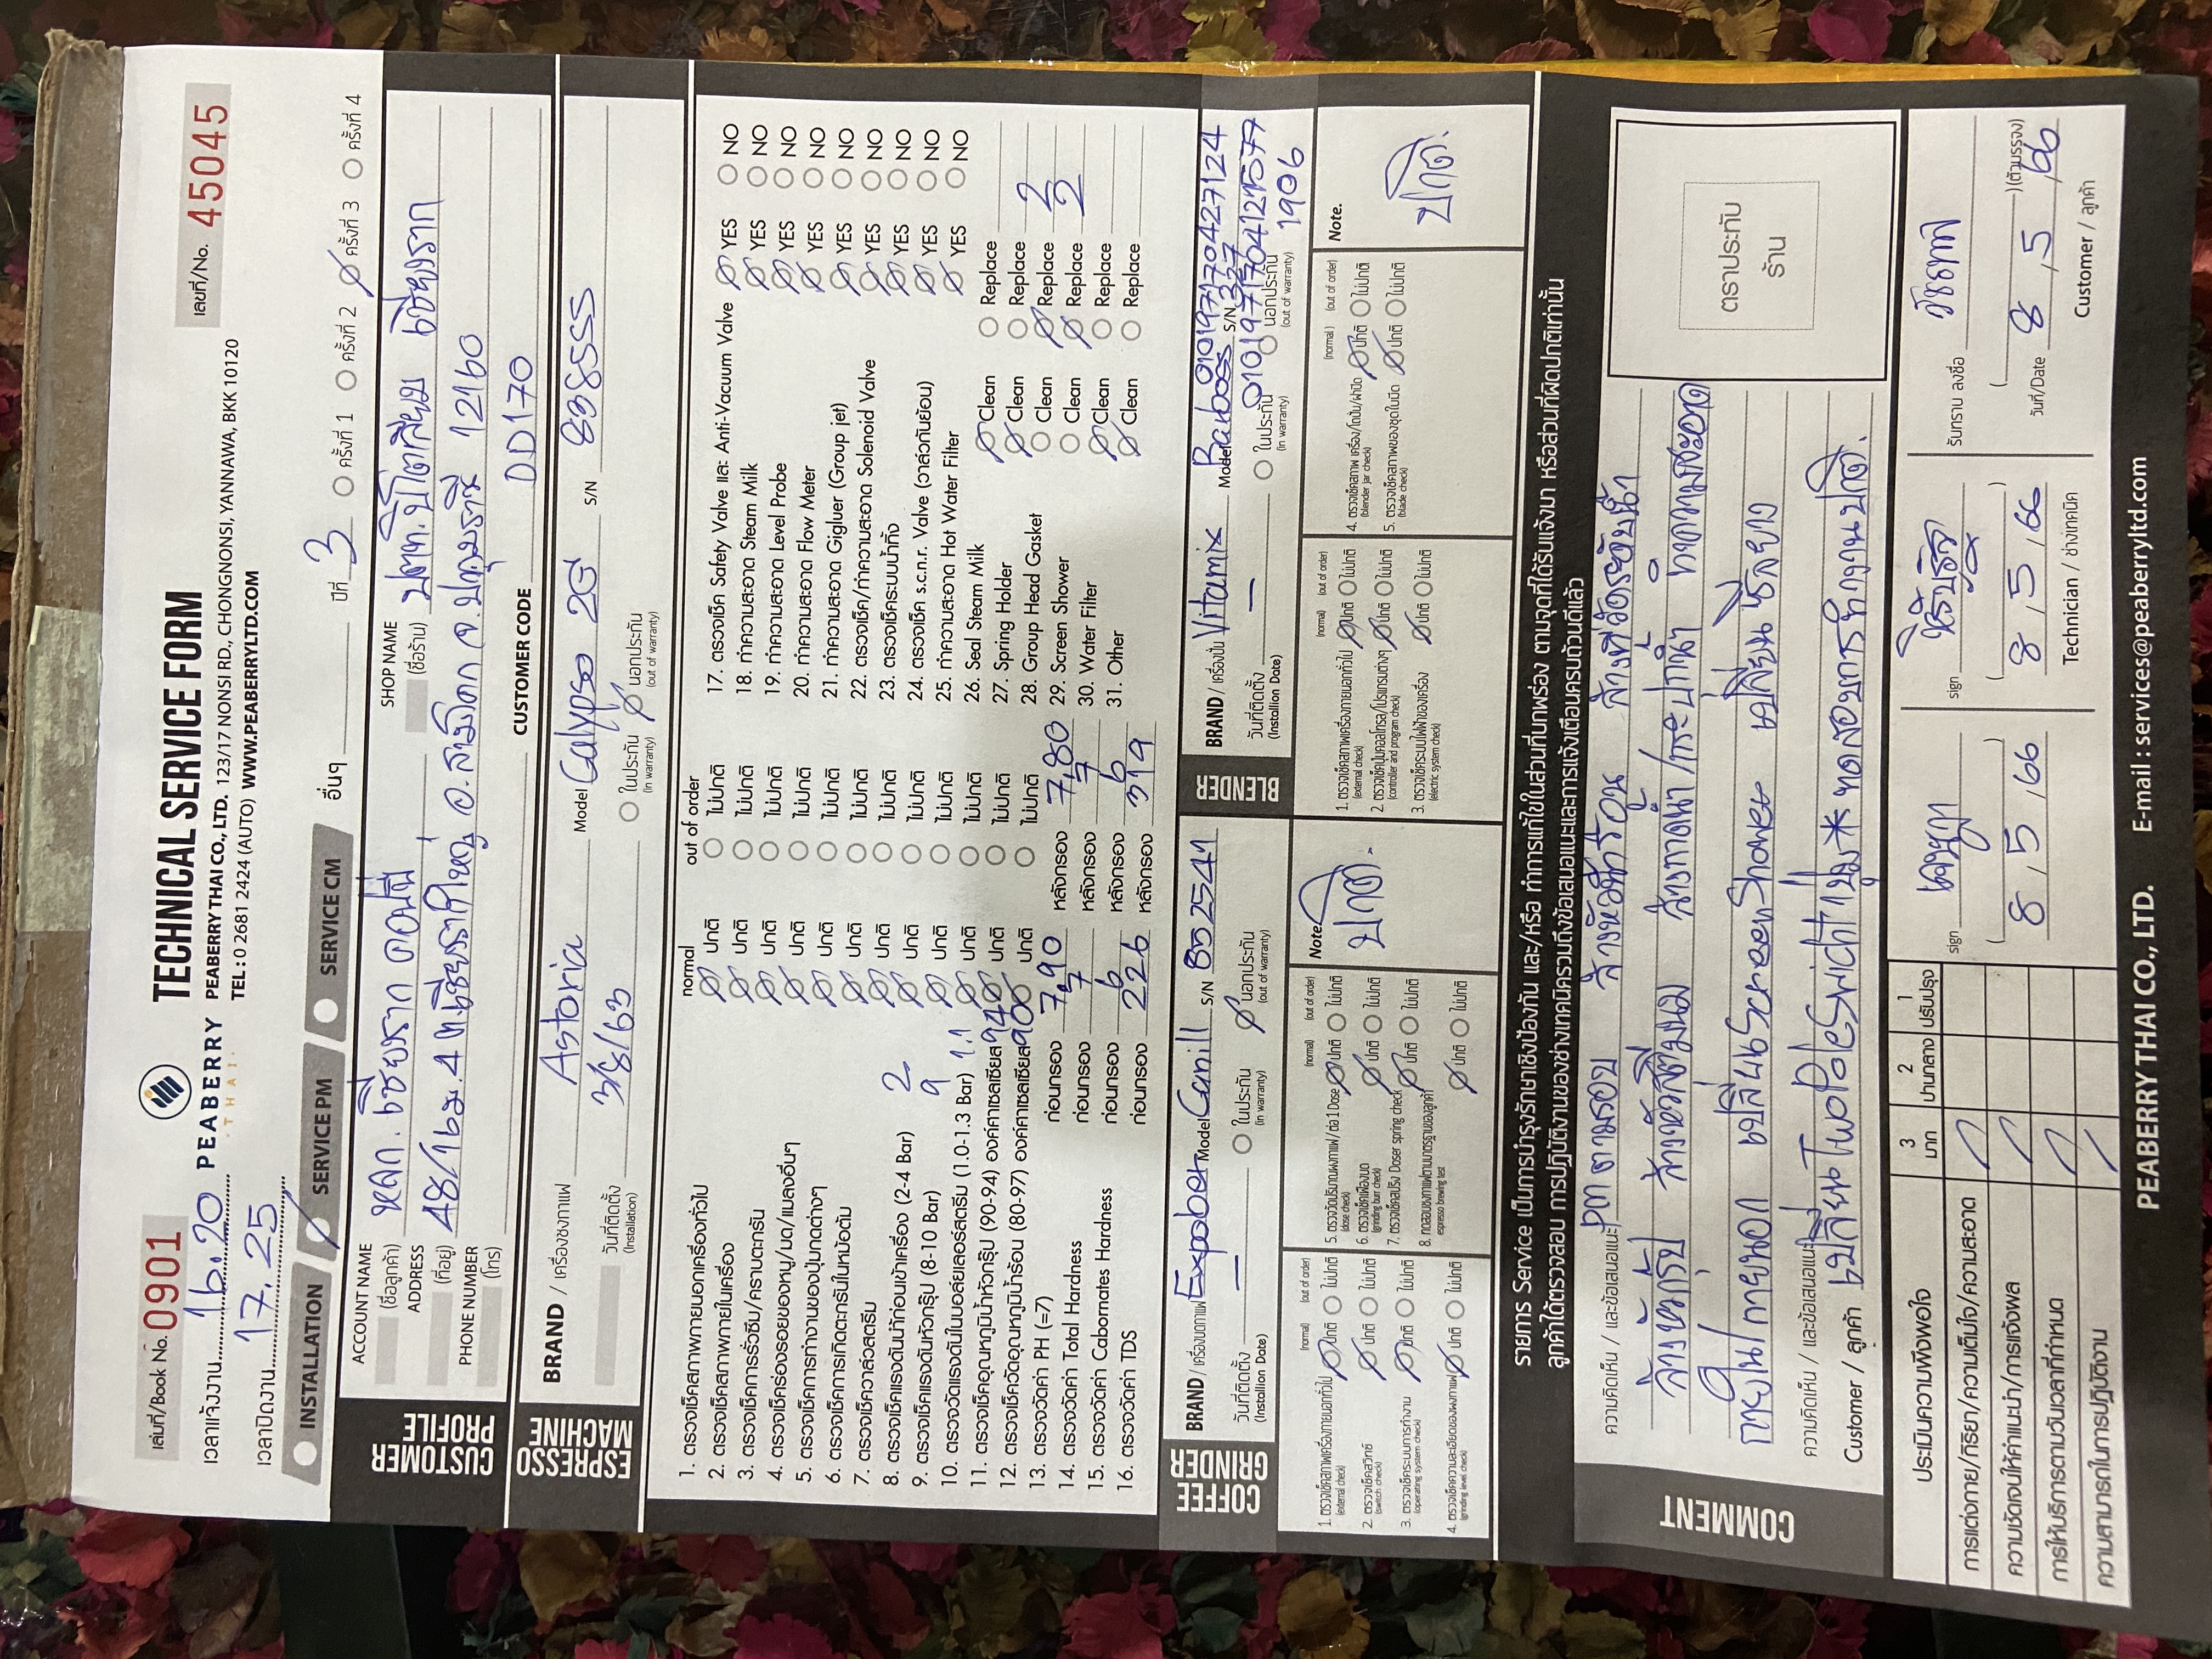 เล่มที่/Book No. 0901
เวลาแจ้งงาน 16.20
เวลาปิดงาน 17.25
PEABERRY
THAI
TECHNICAL SERVICE FORM
PEABERRY THAI CO., LTD. 123/17 NONSI RD., CHONGNONSI, YANNAWA, BKK 10120
TEL : 0 2681 2424 (AUTO) WWW.PEABERRYLTD.COM
เลขที่/No. 45045
INSTALLATION SERVICE PM SERVICE CM อื่นๆ ปีที่ 3 ครั้งที่ 1 ครั้งที่ 2 ครั้งที่ 3 ครั้งที่ 4
CUSTOMER PROFILE
ACCOUNT NAME (ชื่อลูกค้า) หจก. เชียงราก คอฟฟี่
SHOP NAME (ชื่อร้าน) ปตท.ปิโตเลียม เชียงราก
ADDRESS (ที่อยู่) 48/16 ม.4 ต.เชียงรากใหญ่ อ.สามโคก จ.ปทุมธานี 12160
PHONE NUMBER (โทร)
CUSTOMER CODE DD170
ESPRESSO MACHINE
BRAND / เครื่องชงกาแฟ Astoria Model Calypso 2G S/N 838555
วันที่ติดตั้ง (Installation) 3/8/63 ในประกัน (in warranty) นอกประกัน (out of warranty)
normal out of order
1. ตรวจเช็คสภาพภายนอกเครื่องทั่วไป ปกติ ไม่ปกติ
2. ตรวจเช็คสภาพภายในเครื่อง ปกติ ไม่ปกติ
3. ตรวจเช็คการรั่วซึม/คราบตะกรัน ปกติ ไม่ปกติ
4. ตรวจเช็คร่องรอยของหนู/มด/แมลงอื่นๆ ปกติ ไม่ปกติ
5. ตรวจเช็คการทำงานของปุ่มกดต่างๆ ปกติ ไม่ปกติ
6. ตรวจเช็คการเกิดตะกรันในหม้อต้ม ปกติ ไม่ปกติ
7. ตรวจเช็ควาล์วสตรีม ปกติ ไม่ปกติ
8. ตรวจเช็คแรงดันน้ำก่อนเข้าเครื่อง (2-4 Bar) 2 ปกติ ไม่ปกติ
9. ตรวจเช็คแรงดันหัวกรุ๊ป (8-10 Bar) 9 ปกติ ไม่ปกติ
10. ตรวจวัดแรงดันในบอล์ยเลอร์สตรีม (1.0-1.3 Bar) 1.1 ปกติ ไม่ปกติ
11. ตรวจเช็คอุณหภูมิน้ำหัวกรุ๊ป (90-94) องค์ศาเซลเซียส 94 ปกติ ไม่ปกติ
12. ตรวจเช็ควัดอุณหภูมิน้ำร้อน (80-97) องค์ศาเซลเซียส 90 ปกติ ไม่ปกติ
13. ตรวจวัดค่า PH (=7) ก่อนกรอง 7.90 หลังกรอง 7.80
14. ตรวจวัดค่า Total Hardness ก่อนกรอง 7 หลังกรอง 7
15. ตรวจวัดค่า Cabornates Hardness ก่อนกรอง 6 หลังกรอง 6
16. ตรวจวัดค่า TDS ก่อนกรอง 226 หลังกรอง 319
17. ตรวจเช็ค Safety Valve และ Anti-Vacuum Valve YES NO
18. ทำความสะอาด Steam Milk YES NO
19. ทำความสะอาด Level Probe YES NO
20. ทำความสะอาด Flow Meter YES NO
21. ทำความสะอาด Gigluer (Group jet) YES NO
22. ตรวจเช็ค/ทำความสะอาด Solenoid Valve YES NO
23. ตรวจเช็คระบบน้ำทิ้ง YES NO
24. ตรวจเช็ค s.c.n.r. Valve (วาล์วกันย้อน) YES NO
25. ทำความสะอาด Hot Water Filter YES NO
26. Seal Steam Milk Clean Replace
27. Spring Holder Clean Replace
28. Group Head Gasket Clean Replace 2
29. Screen Shower Clean Replace 2
30. Water Filter Clean Replace
31. Other Clean Replace
COFFEE GRINDER
BRAND / เครื่องบดกาแฟ Expober Model Canill S/N 852541
วันที่ติดตั้ง (Installion Date) – ในประกัน (in warranty) นอกประกัน (out of warranty)
BLENDER
BRAND / เครื่องปั่น Vitamix Model Barboss S/N 010197170427124
327
0101971704121577
1906
วันที่ติดตั้ง (Installion Date) – ในประกัน (in warranty) นอกประกัน (out of warranty)
(normal) (out of order)
1. ตรวจเช็คสภาพเครื่องภายนอกทั่วไป (external check) ปกติ ไม่ปกติ
2. ตรวจเช็คสวิทช์ (switch check) ปกติ ไม่ปกติ
3. ตรวจเช็คระบบการทำงาน (operating system check) ปกติ ไม่ปกติ
4. ตรวจเช็คความละเอียดของผงกาแฟ (grinding level check) ปกติ ไม่ปกติ
(normal) (out of order)
5. ตรวจวัดปริมาณผงกาแฟ/ต่อ 1 Dose (dose check) ปกติ ไม่ปกติ
6. ตรวจเช็คเฟืองบด (grinding burr check) ปกติ ไม่ปกติ
7. ตรวจเช็คสปริง Doser spring check ปกติ ไม่ปกติ
8. ทดสอบชงกาแฟตามมาตรฐานของลูกค้า espresso brewing test ปกติ ไม่ปกติ
Note. ปกติ.
(normal) (out of order)
1. ตรวจเช็คสภาพเครื่องภายนอกทั่วไป (external check) ปกติ ไม่ปกติ
2. ตรวจเช็คปุ่มคอลโทรล/โปรแกรมต่างๆ (controller and program check) ปกติ ไม่ปกติ
3. ตรวจเช็คระบบไฟฟ้าของเครื่อง (electric system check) ปกติ ไม่ปกติ
(normal ) (out of order)
4. ตรวจเช็คสภาพ เครื่อง/โถปั่น/ฝาปิด (blender jar check) ปกติ ไม่ปกติ
5. ตรวจเช็คสภาพของชุดใบมีด (blade check) ปกติ ไม่ปกติ
Note. ปกติ.
รายการ Service เป็นการบำรุงรักษาเชิงป้องกัน และ/หรือ ทำการแก้ไขในส่วนที่บกพร่อง ตามจุดที่ได้รับแจ้งมา หรือส่วนที่ผิดปกติเท่านั้น
ลูกค้าได้ตรวจสอบ การปฏิบัติงานของช่างเทคนิครวมถึงข้อเสนอแนะและการแจ้งเตือนครบถ้วนดีแล้ว
COMMENT
ความคิดเห็น / และข้อเสนอแนะ PM ตามรอบ ล้างหัวน้ำร้อน ล้างที่วัดระดับน้ำ
ล้างหัวกรุ๊ป ล้างหัวสตีมนม ล้างถาดน้ำ/กระปุกน้ำ ทำความสะอาด
ภายใน/ภายนอก เปลี่ยน Screen Shower เปลี่ยน ซีลยาง
ความคิดเห็น / และข้อเสนอแนะ
Customer / ลูกค้า เปลี่ยน Two Pole Swicht 1 ปุ่ม * ทดสอบการทำงานปกติ.
ตราประทับ
ร้าน
ประเมินความพึงพอใจ 3 มาก 2 ปานกลาง 1 ปรับปรุง
การแต่งกาย/กิริยา/ความเต็มใจ/ความสะอาด
ความชัดเจนให้คำแนะนำ/การแจ้งผล
การให้บริการตามวันเวลาที่กำหนด
ความสามารถในการปฏิบัติงาน
sign
8 , 5 , 66
sign
8 , 5 , 66
Technician / ช่างเทคนิค
รับทราบ ลงชื่อ
(ตัวบรรจง)
วันที่/Date 8 , 5 , 66
Customer / ลูกค้า
PEABERRY THAI CO., LTD. E-mail : services@peaberryltd.com